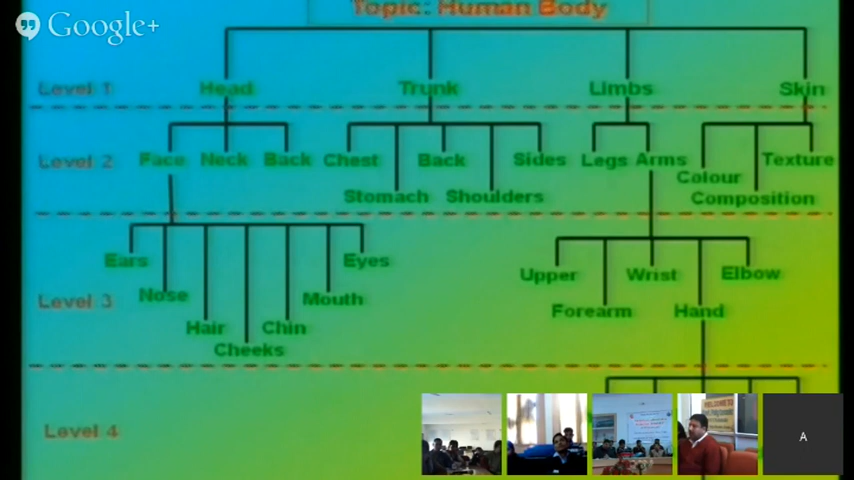 Google+
Topic: Human Body
Level 1 Head Trunk Limbs Skin
Level 2 Face Neck Back Chest Back Sides Legs Arms Texture
Colour
Stomach Shoulders Composition
Ears Eyes
Upper Wrist Elbow
Level 3 Nose Mouth
Forearm Hand
Hair Chin
Cheeks
Level 4
A